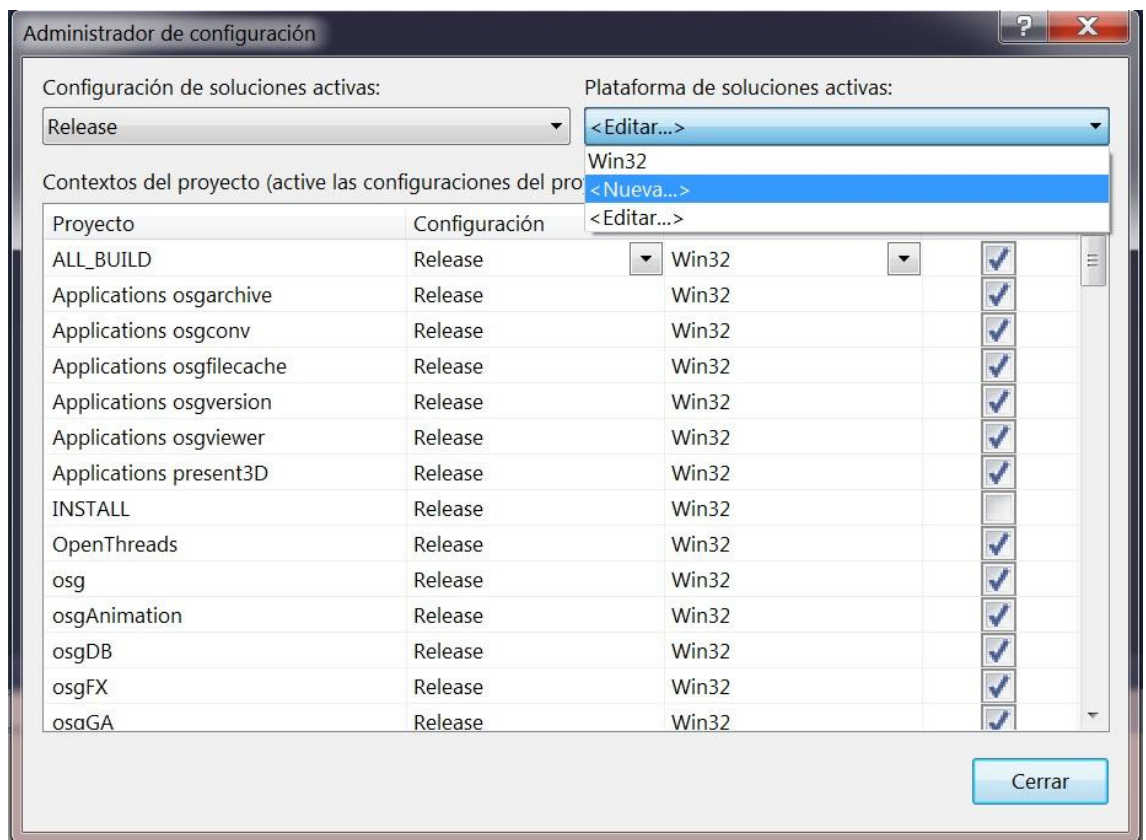 Administrador de configuración
Configuración de soluciones activas:
Plataforma de soluciones activas:
Release
<Editar...>
Win32
<Nueva...>
<Editar...>
Contextos del proyecto (active las configuraciones del pro
Proyecto Configuración
ALL_BUILD Release Win32
Applications osgarchive Release Win32
Applications osgconv Release Win32
Applications osgfilecache Release Win32
Applications osgversion Release Win32
Applications osgviewer Release Win32
Applications present3D Release Win32
INSTALL Release Win32
OpenThreads Release Win32
osg Release Win32
osgAnimation Release Win32
osgDB Release Win32
osgFX Release Win32
osgGA Release Win32
Cerrar